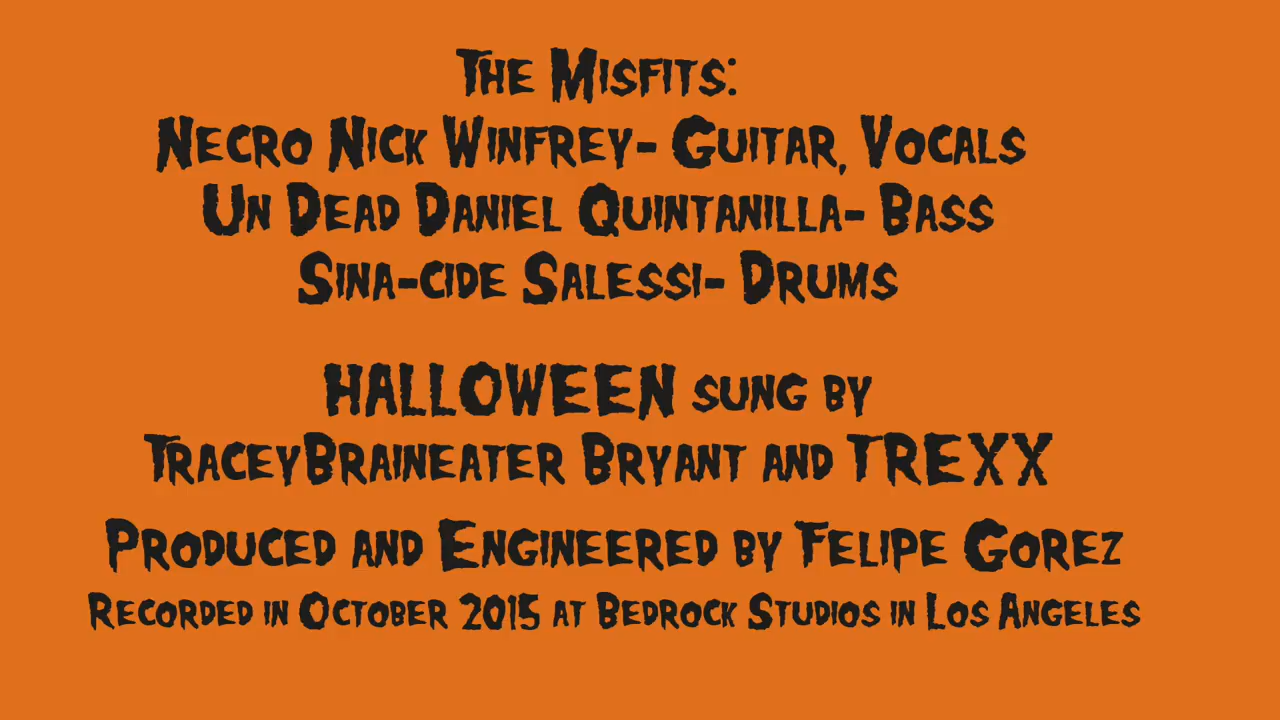 The Misfits:
Necro Nick Winfrey- Guitar, Vocals
Un Dead Daniel Quintanilla- Bass
Sina-cide Salessi- Drums
HALLOWEEN sung by
TraceyBraineater Bryant and TREXX
Produced and Engineered by Felipe Gorez
Recorded in October 2015 at Bedrock Studios in Los Angeles